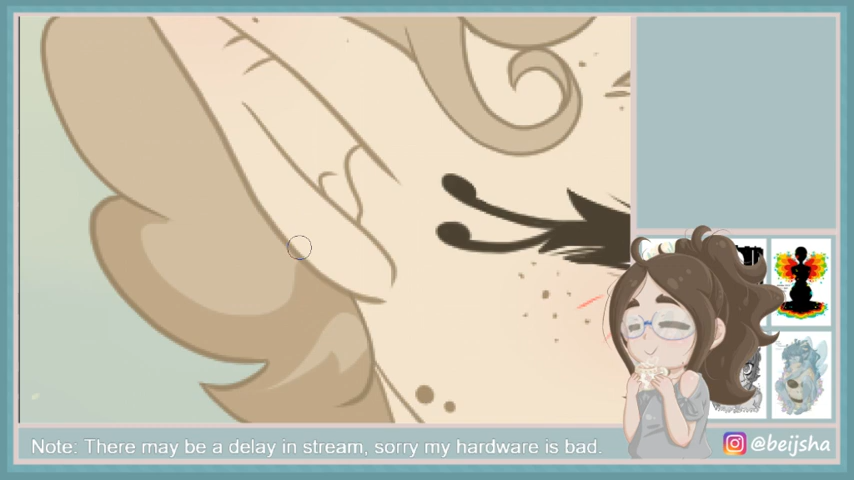 Note: There may be a delay in stream, sorry my hardware is bad.
@beijsha